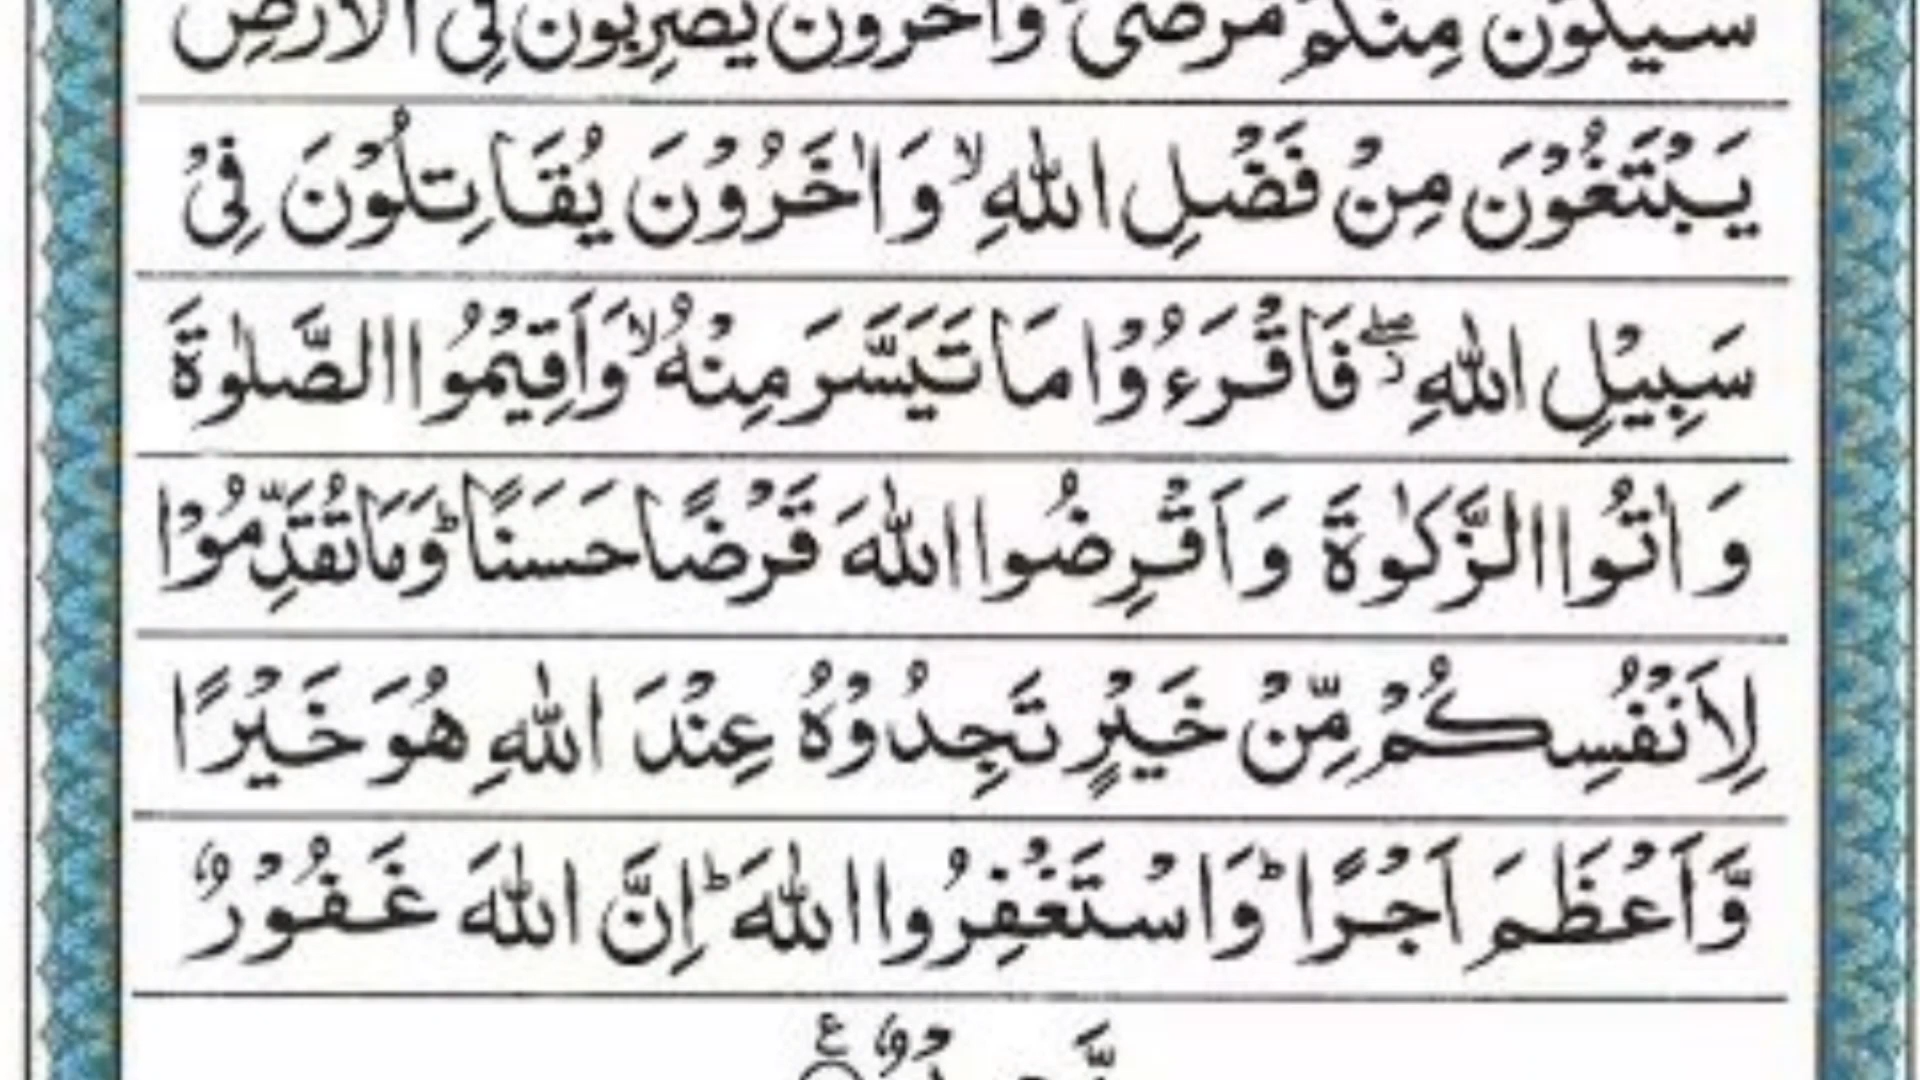 سَيَكُوْنُ مِنْكُمْ مَّرْضٰى وَاٰخَرُوْنَ يَضْرِبُوْنَ فِى الْاَرْضِ
يَبْتَغُوْنَ مِنْ فَضْلِ اللّٰهِ ۙ وَاٰخَرُوْنَ يُقَاتِلُوْنَ فِىْ
سَبِيْلِ اللّٰهِ ۖ فَاقْرَءُوْا مَا تَيَسَّرَ مِنْهُ ۙ وَاَقِيْمُوا الصَّلٰوةَ
وَاٰتُوا الزَّكٰوةَ وَاَقْرِضُوا اللّٰهَ قَرْضًا حَسَنًا ؕ وَمَا تُقَدِّمُوْا
لِاَنْفُسِكُمْ مِّنْ خَيْرٍ تَجِدُوْهُ عِنْدَ اللّٰهِ هُوَ خَيْرًا
وَّاَعْظَمَ اَجْرًا ؕ وَاسْتَغْفِرُوا اللّٰهَ ؕ اِنَّ اللّٰهَ غَفُوْرٌ